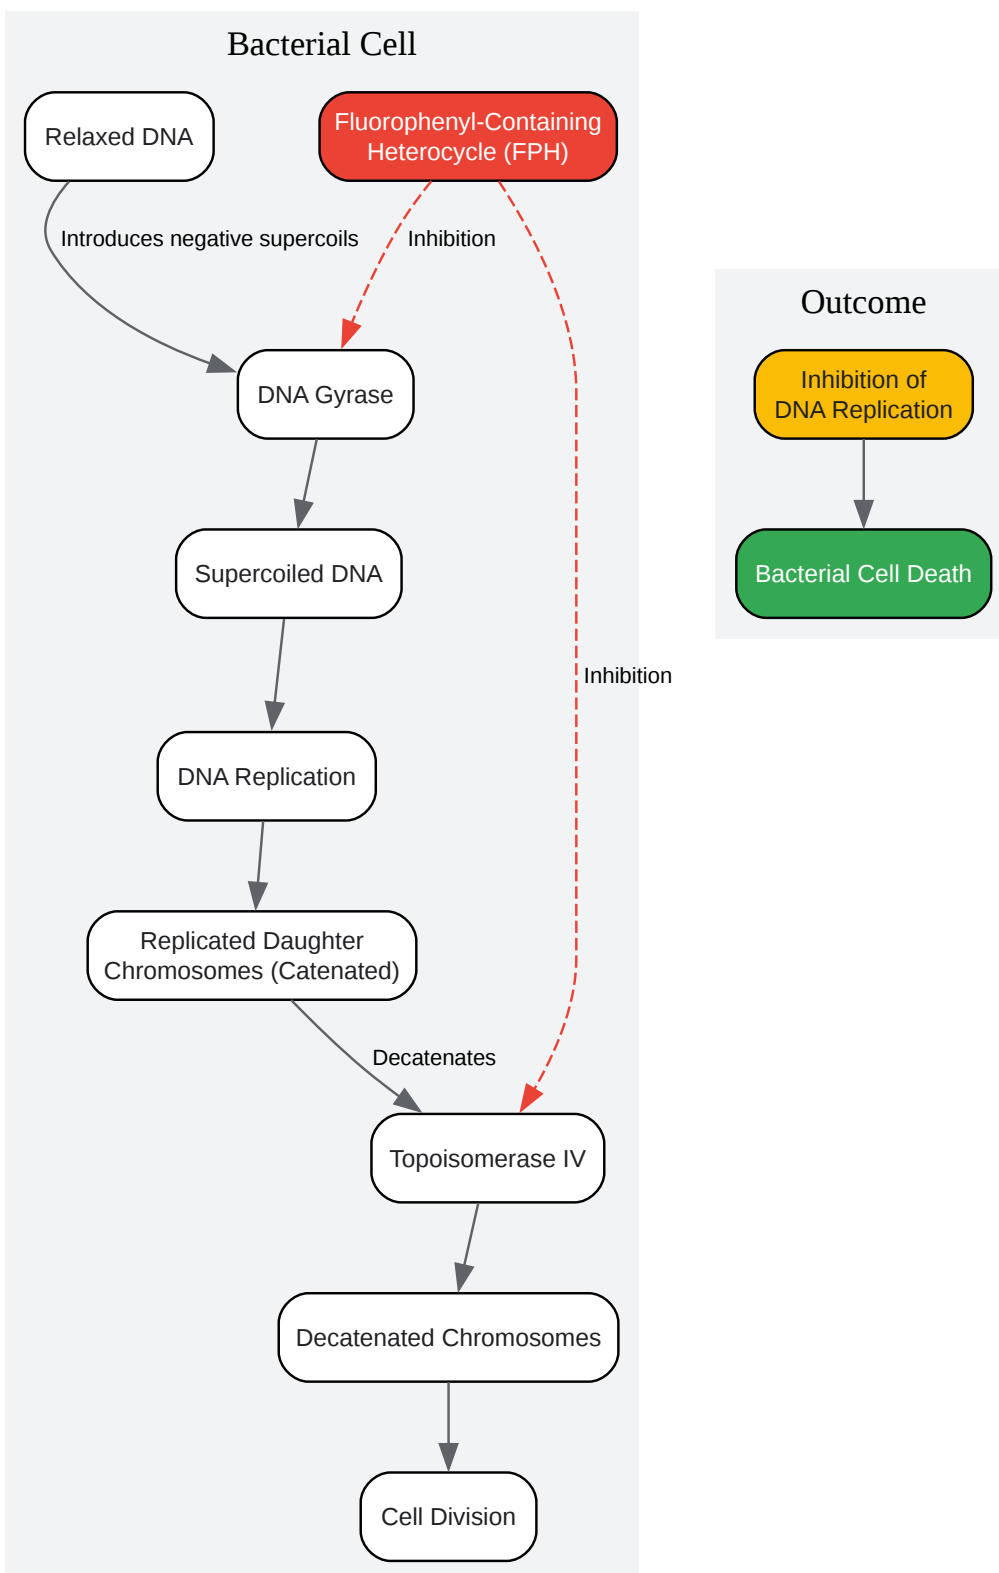 Bacterial Cell
Relaxed DNA
Fluorophenyl-Containing
Heterocycle (FPH)
Introduces negative supercoils
Inhibition
DNA Gyrase
Supercoiled DNA
Inhibition
DNA Replication
Replicated Daughter
Chromosomes (Catenated)
Decatenates
Topoisomerase IV
Decatenated Chromosomes
Cell Division
Outcome
Inhibition of
DNA Replication
Bacterial Cell Death